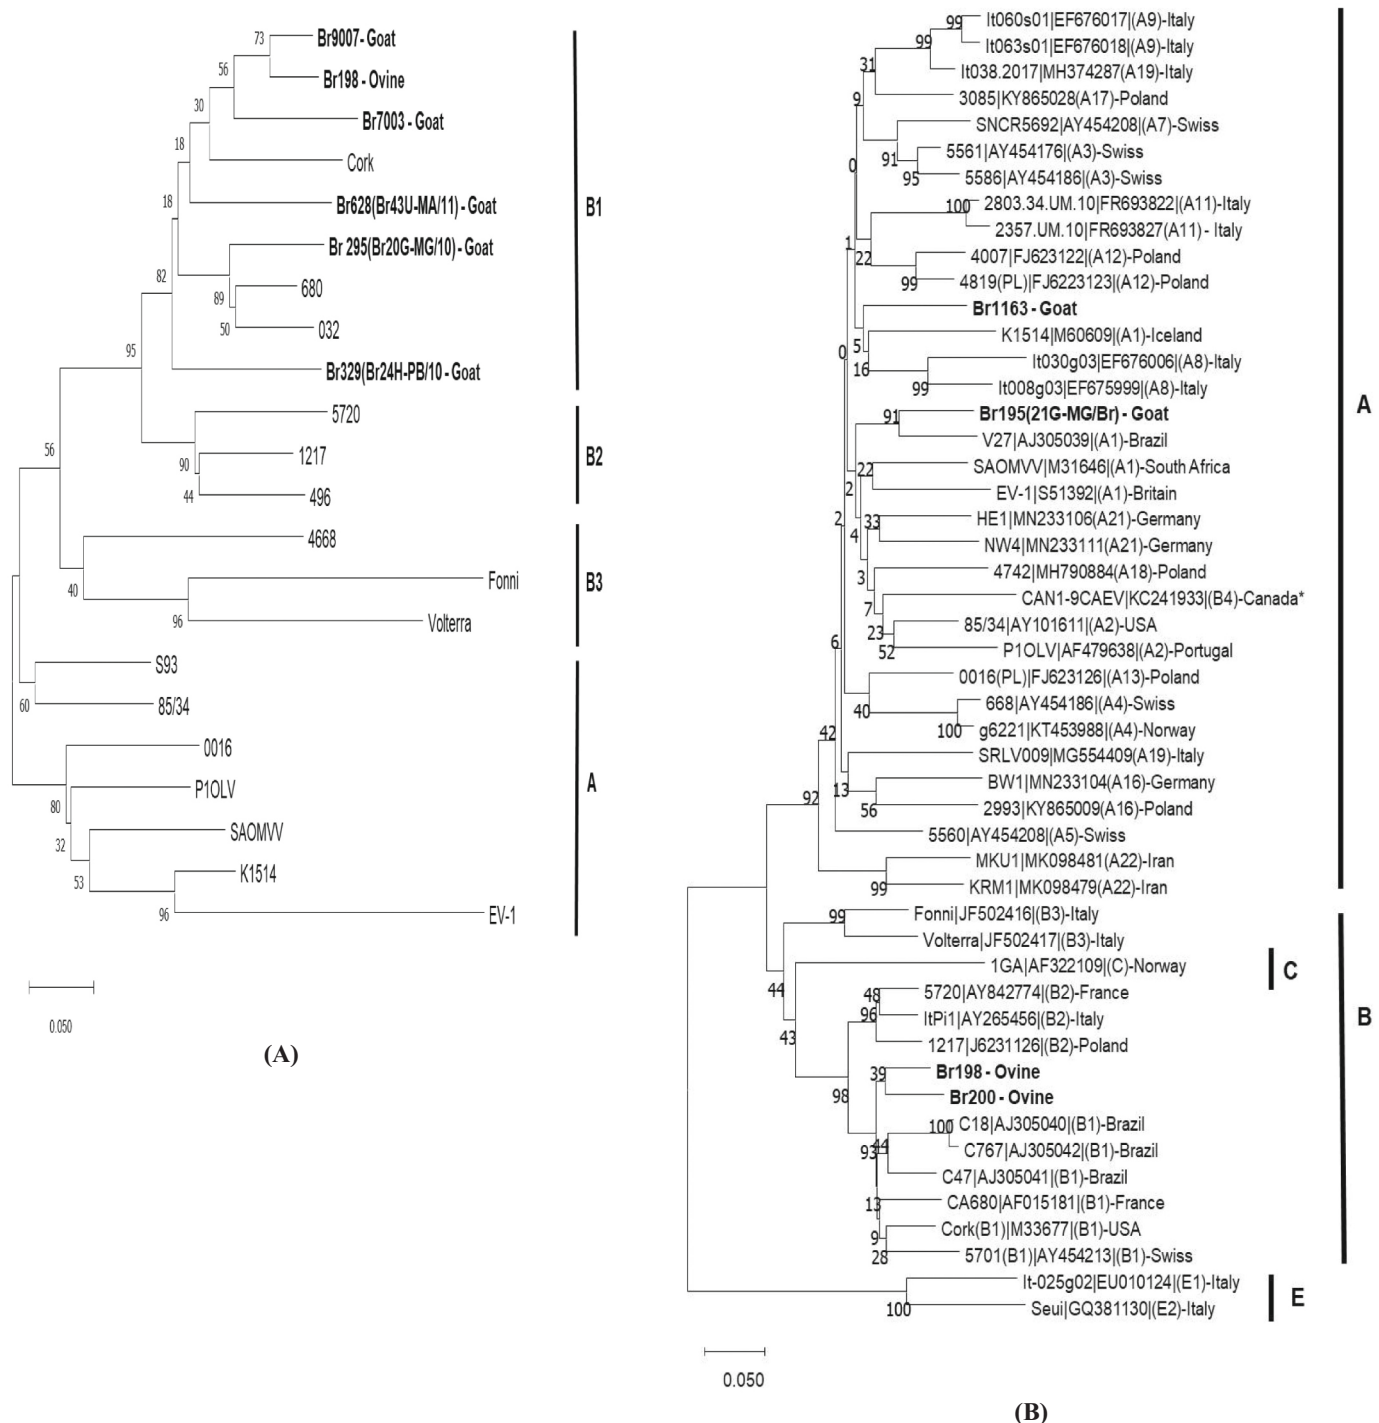 73
Br9007-Goat
56
Br198 - Ovine
30
Br7003 - Goat
18
Cork
18
Br628(Br43U-MA/11) - Goat
B1
Br 295(Br20G-MG/10) - Goat
82
89
680
50
032
95
Br329(Br24H-PB/10 - Goat
5720
56
90
1217
B2
44
496
4668
40
Fonni
B3
96
Volterra
S93
60
85/34
0016
80
P1OLV
A
32
SAOMVV
53
K1514
96
EV-1
0.050
(A)
99
It060s01|EF676017|(A9)-Italy
99
It063s01|EF676018|(A9)-Italy
31
It038.2017|MH374287(A19)-Italy
9
3085|KY865028(A17)-Poland
SNCR5692|AY454208|(A7)-Swiss
91
5561|AY454176|(A3)-Swiss
0
95
5586|AY454186|(A3)-Swiss
100
2803.34.UM.10|FR693822|(A11)-Italy
2357.UM.10|FR693827(A11) - Italy
1
22
4007|FJ623122|(A12)-Poland
99
4819(PL)|FJ6223123|(A12)-Poland
Br1163- Goat
5
K1514|M60609|(A1)-Iceland
0
16
It030g03|EF676006|(A8)-Italy
99
It008g03|EF675999|(A8)-Italy
A
91
Br195(21G-MG/Br) - Goat
V27|AJ305039|(A1)-Brazil
22
SAOMVV|M31646|(A1)-South Africa
2
EV-1|S51392|(A1)-Britain
2
33
HE1|MN233106(A21)-Germany
4
NW4|MN233111(A21)-Germany
3
4742|MH790884(A18)-Poland
7
CAN1-9CAEV|KC241933|(B4)-Canada*
6
23
85/34|AY101611|(A2)-USA
52
P1OLV|AF479638|(A2)-Portugal
0016(PL)|FJ623126|(A13)-Poland
40
668|AY454186|(A4)-Swiss
42
100
g6221|KT453988|(A4)-Norway
SRLV009|MG554409(A19)-Italy
13
BW1|MN233104(A16)-Germany
92
56
2993|KY865009(A16)-Poland
5560|AY454208|(A5)-Swiss
MKU1|MK098481(A22)-Iran
99
KRM1|MK098479(A22)-Iran
99
Fonni|JF502416|(B3)-Italy
Volterra|JF502417|(B3)-Italy
1GA|AF322109|(C)-Norway
C
44
48
5720|AY842774|(B2)-France
96
ItPi1|AY265456|(B2)-Italy
B
43
1217|J6231126|(B2)-Poland
39
Br198 - Ovine
98
Br200 - Ovine
100
C18|AJ305040|(B1)-Brazil
44
93
C767|AJ305042|(B1)-Brazil
C47|AJ305041|(B1)-Brazil
13
CA680|AF015181|(B1)-France
9
Cork(B1)|M33677|(B1)-USA
28
5701(B1)|AY454213|(B1)-Swiss
It-025g02|EU010124|(E1)-Italy
E
100
Seui|GQ381130|(E2)-Italy
0.050
(B)